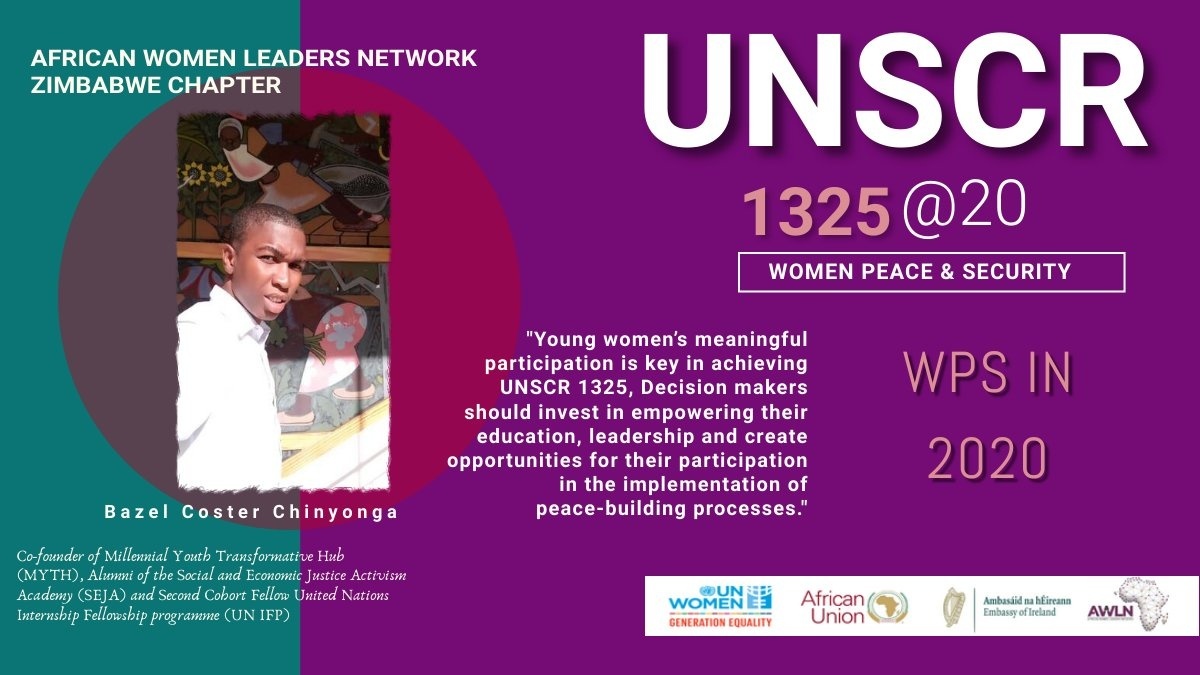 AFRICAN WOMEN LEADERS NETWORK
ZIMBABWE CHAPTER
UNSCR
1325 @20
WOMEN PEACE & SECURITY
"Young women’s meaningful
participation is key in achieving
UNSCR 1325, Decision makers
should invest in empowering their
education, leadership and create
opportunities for their participation
in the implementation of
peace-building processes."
WPS IN
2020
Bazel Coster Chinyonga
Co-founder of Millennial Youth Transformative Hub
(MYTH), Alumni of the Social and Economic Justice Activism
Academy (SEJA) and Second Cohort Fellow United Nations
Internship Fellowship programme (UN IFP)
UN
WOMEN
GENERATION EQUALITY
African
Union
Ambasáid na hÉireann
Embassy of Ireland
AWLN